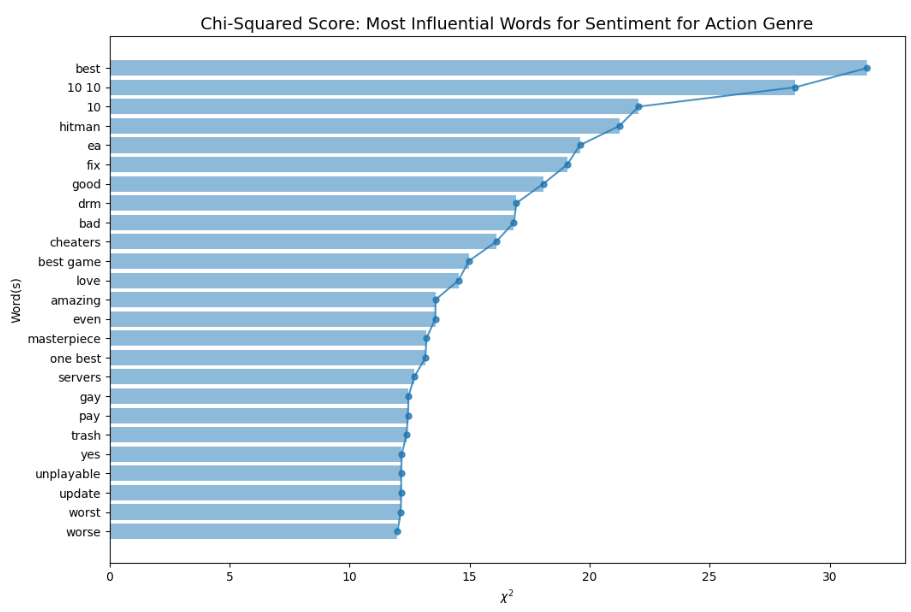 Chi-Squared Score: Most Influential Words for Sentiment for Action Genre
Word(s)
best
10 10
10
hitman
ea
fix
good
drm
bad
cheaters
best game
love
amazing
even
masterpiece
one best
servers
gay
pay
trash
yes
unplayable
update
worst
worse
0 5 10 15 20 25 30
χ²